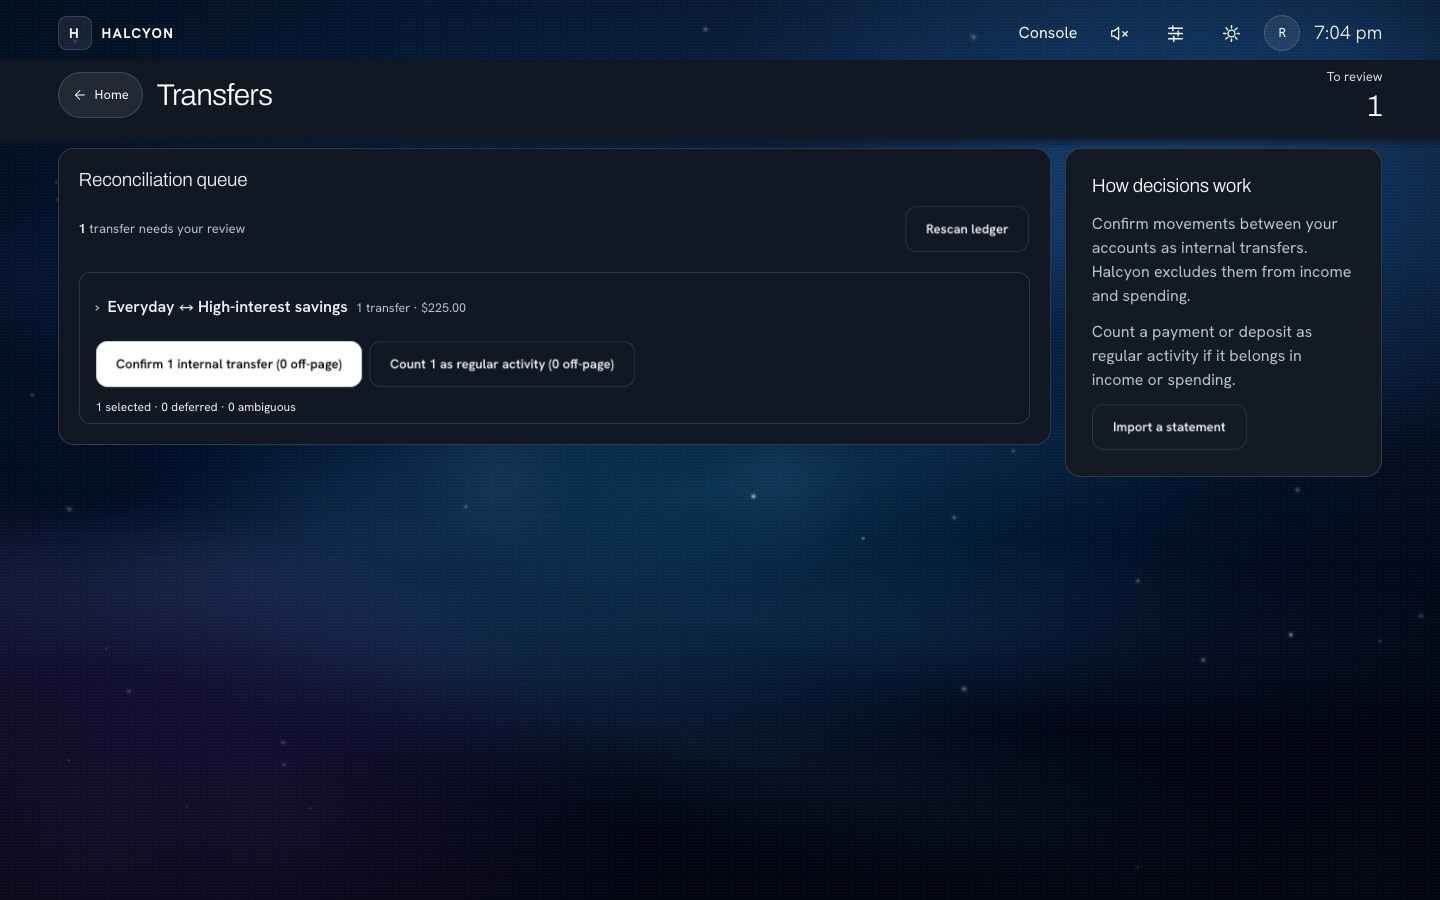 H HALCYON
Console
R
7:04 pm
← Home
Transfers
To review
1
Reconciliation queue
1 transfer needs your review
Rescan ledger
› Everyday ↔ High-interest savings 1 transfer · $225.00
Confirm 1 internal transfer (0 off-page)
Count 1 as regular activity (0 off-page)
1 selected · 0 deferred · 0 ambiguous
How decisions work
Confirm movements between your
accounts as internal transfers.
Halcyon excludes them from income
and spending.
Count a payment or deposit as
regular activity if it belongs in
income or spending.
Import a statement